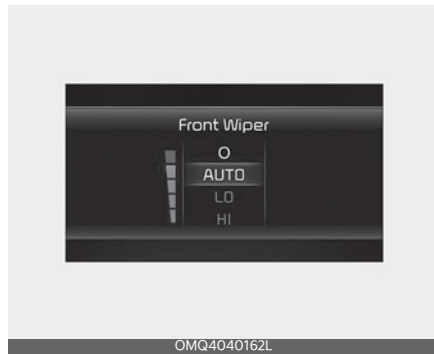 Front Wiper
O
AUTO
LO
HI
OMQ4040162L